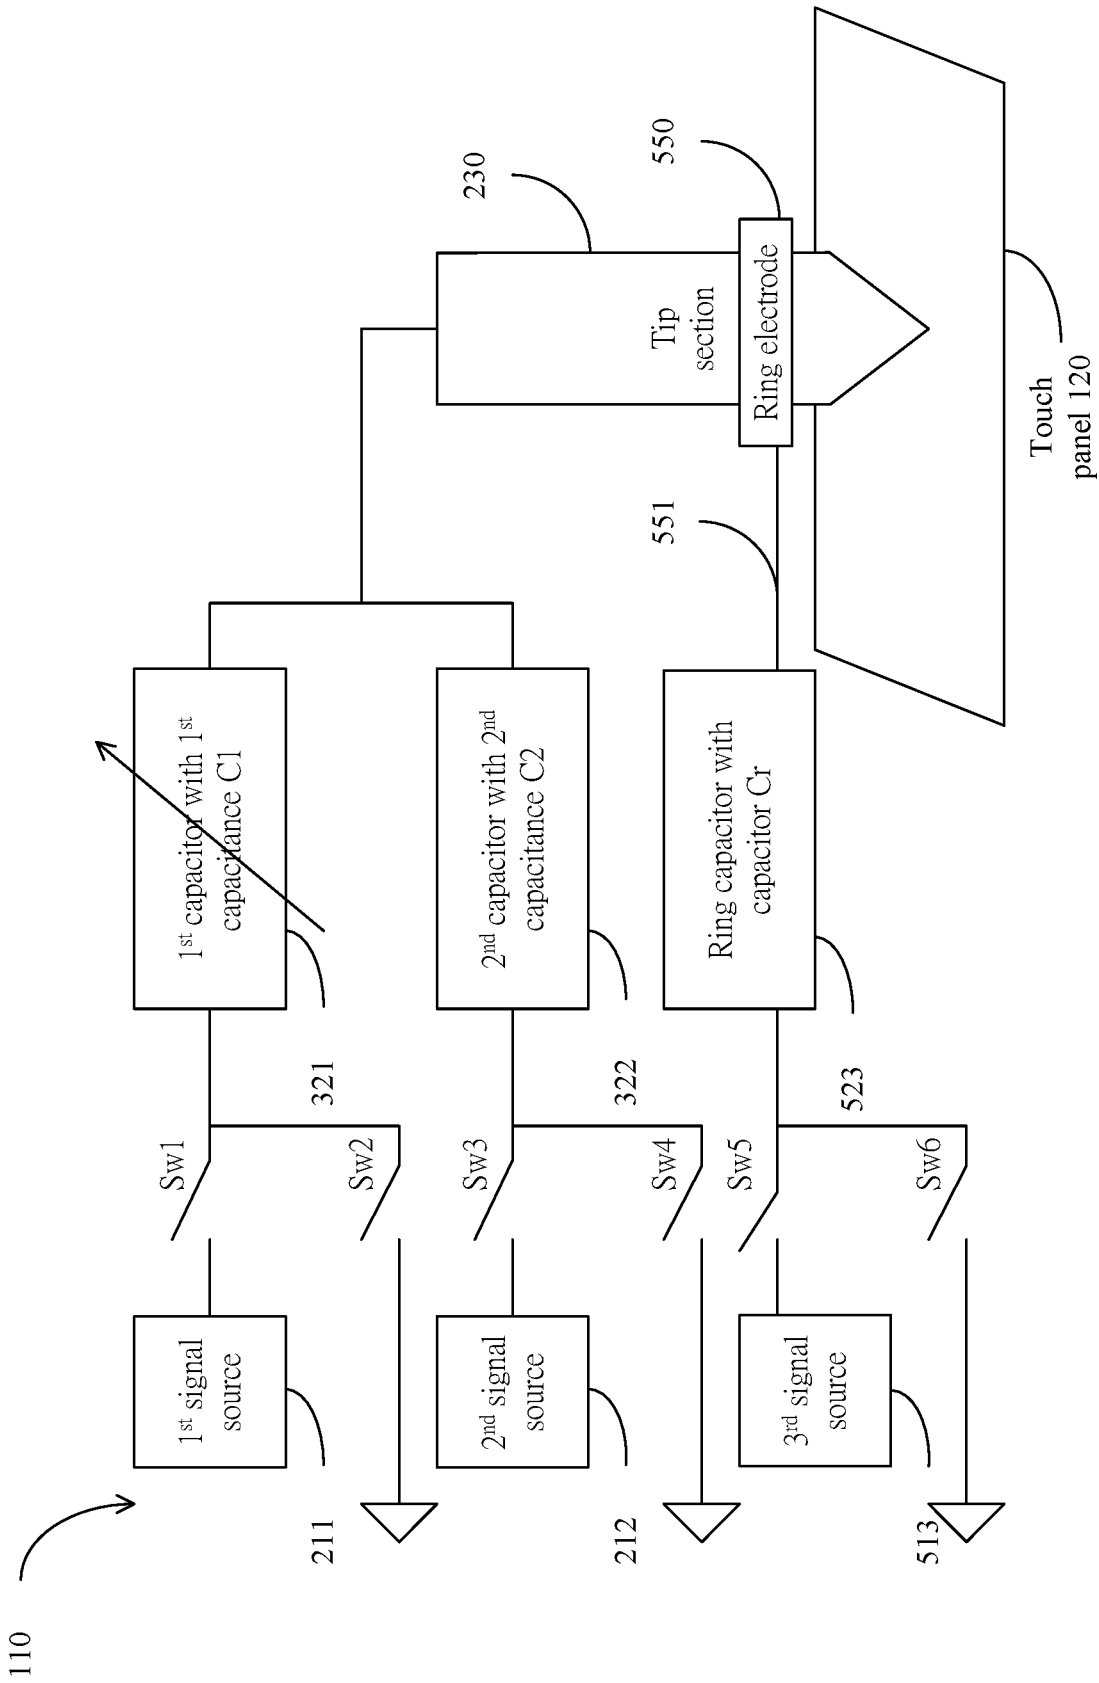 110
1st signal
source
211
Sw1
Sw2
1st capacitor with 1st
capacitance C1
321
2nd signal
source
212
Sw3
Sw4
2nd capacitor with 2nd
capacitance C2
322
3rd signal
source
513
Sw5
Sw6
Ring capacitor with
capacitor Cr
523
551
230
Tip
section
550
Ring electrode
Touch
panel 120